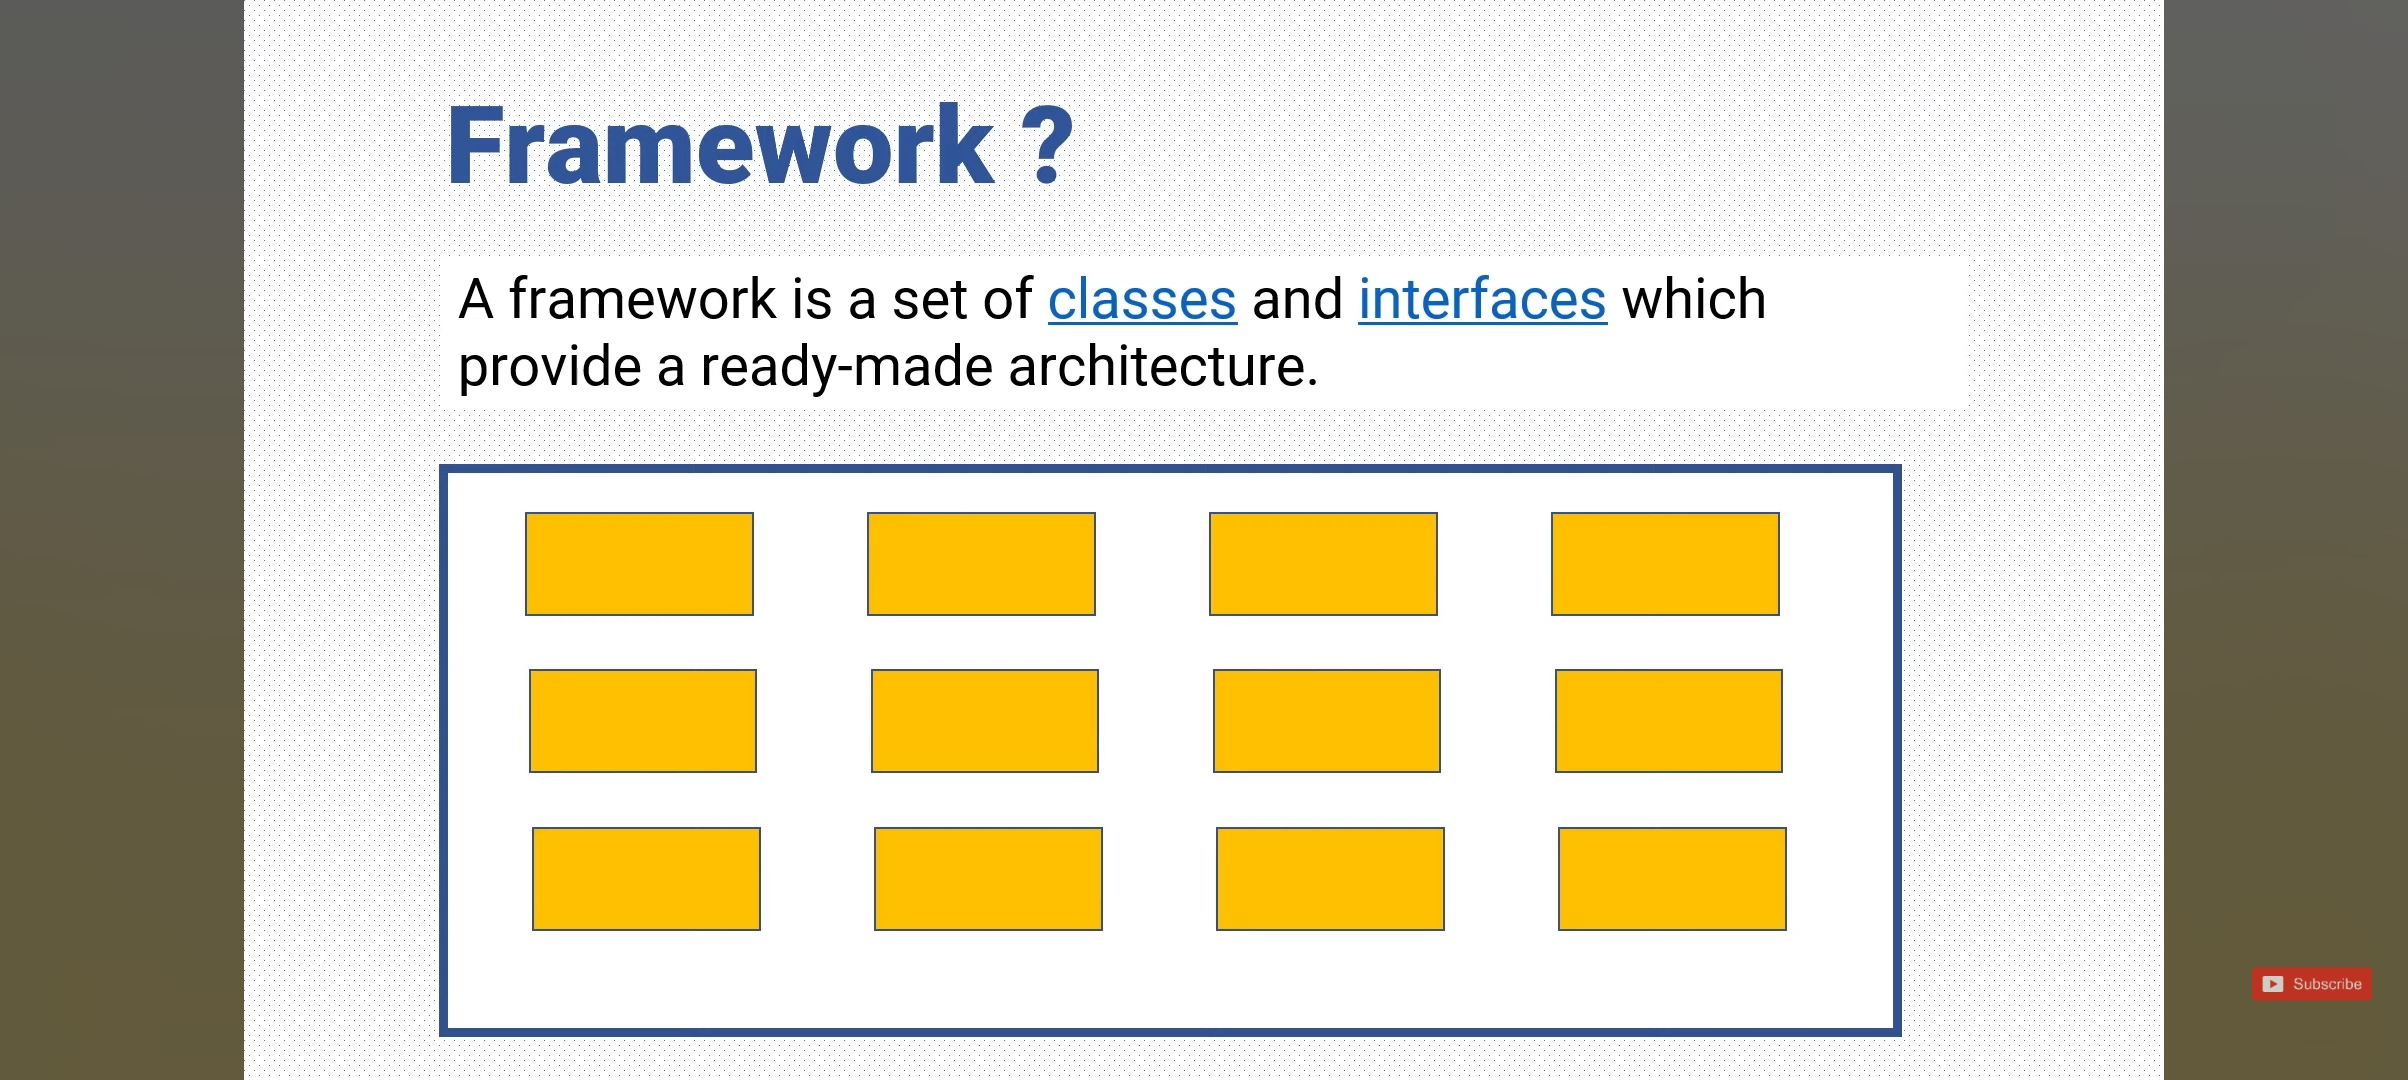 Framework ?
A framework is a set of classes and interfaces which
provide a ready-made architecture.
Subscribe